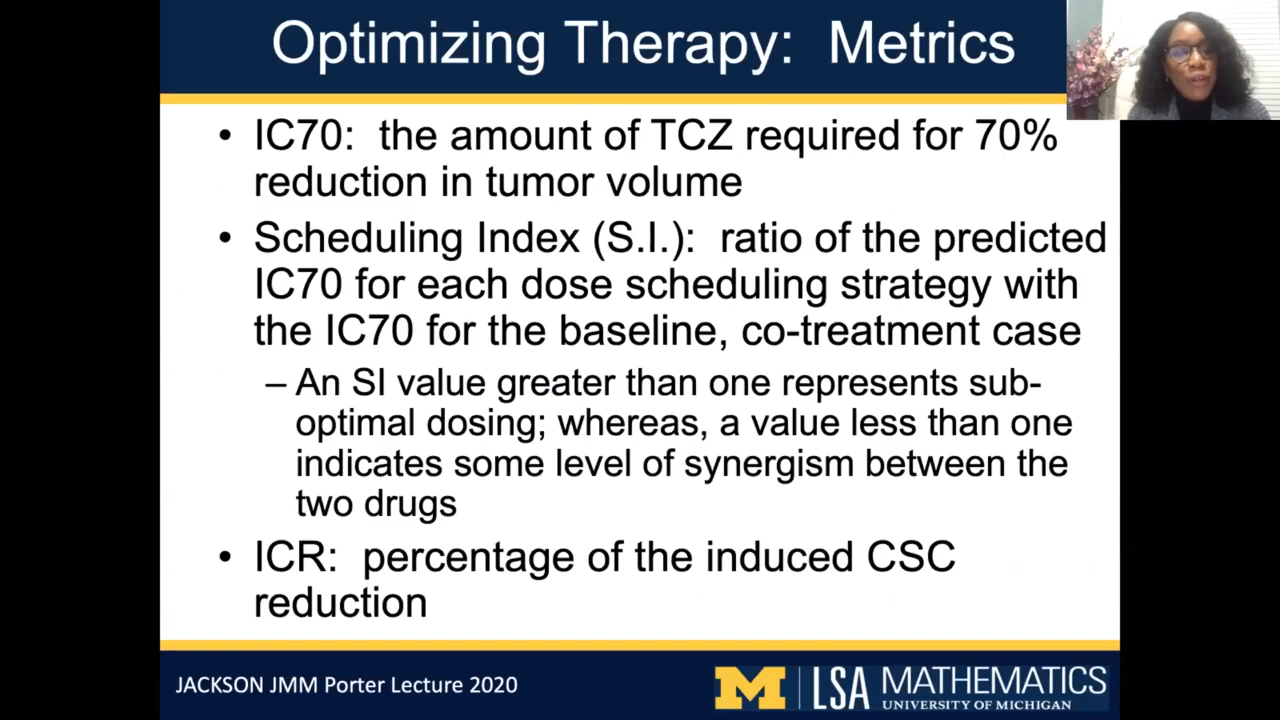 Optimizing Therapy: Metrics
• IC70: the amount of TCZ required for 70%
reduction in tumor volume
• Scheduling Index (S.I.): ratio of the predicted
IC70 for each dose scheduling strategy with
the IC70 for the baseline, co-treatment case
– An SI value greater than one represents sub-
optimal dosing; whereas, a value less than one
indicates some level of synergism between the
two drugs
• ICR: percentage of the induced CSC
reduction
JACKSON JMM Porter Lecture 2020
M LSA MATHEMATICS
UNIVERSITY OF MICHIGAN